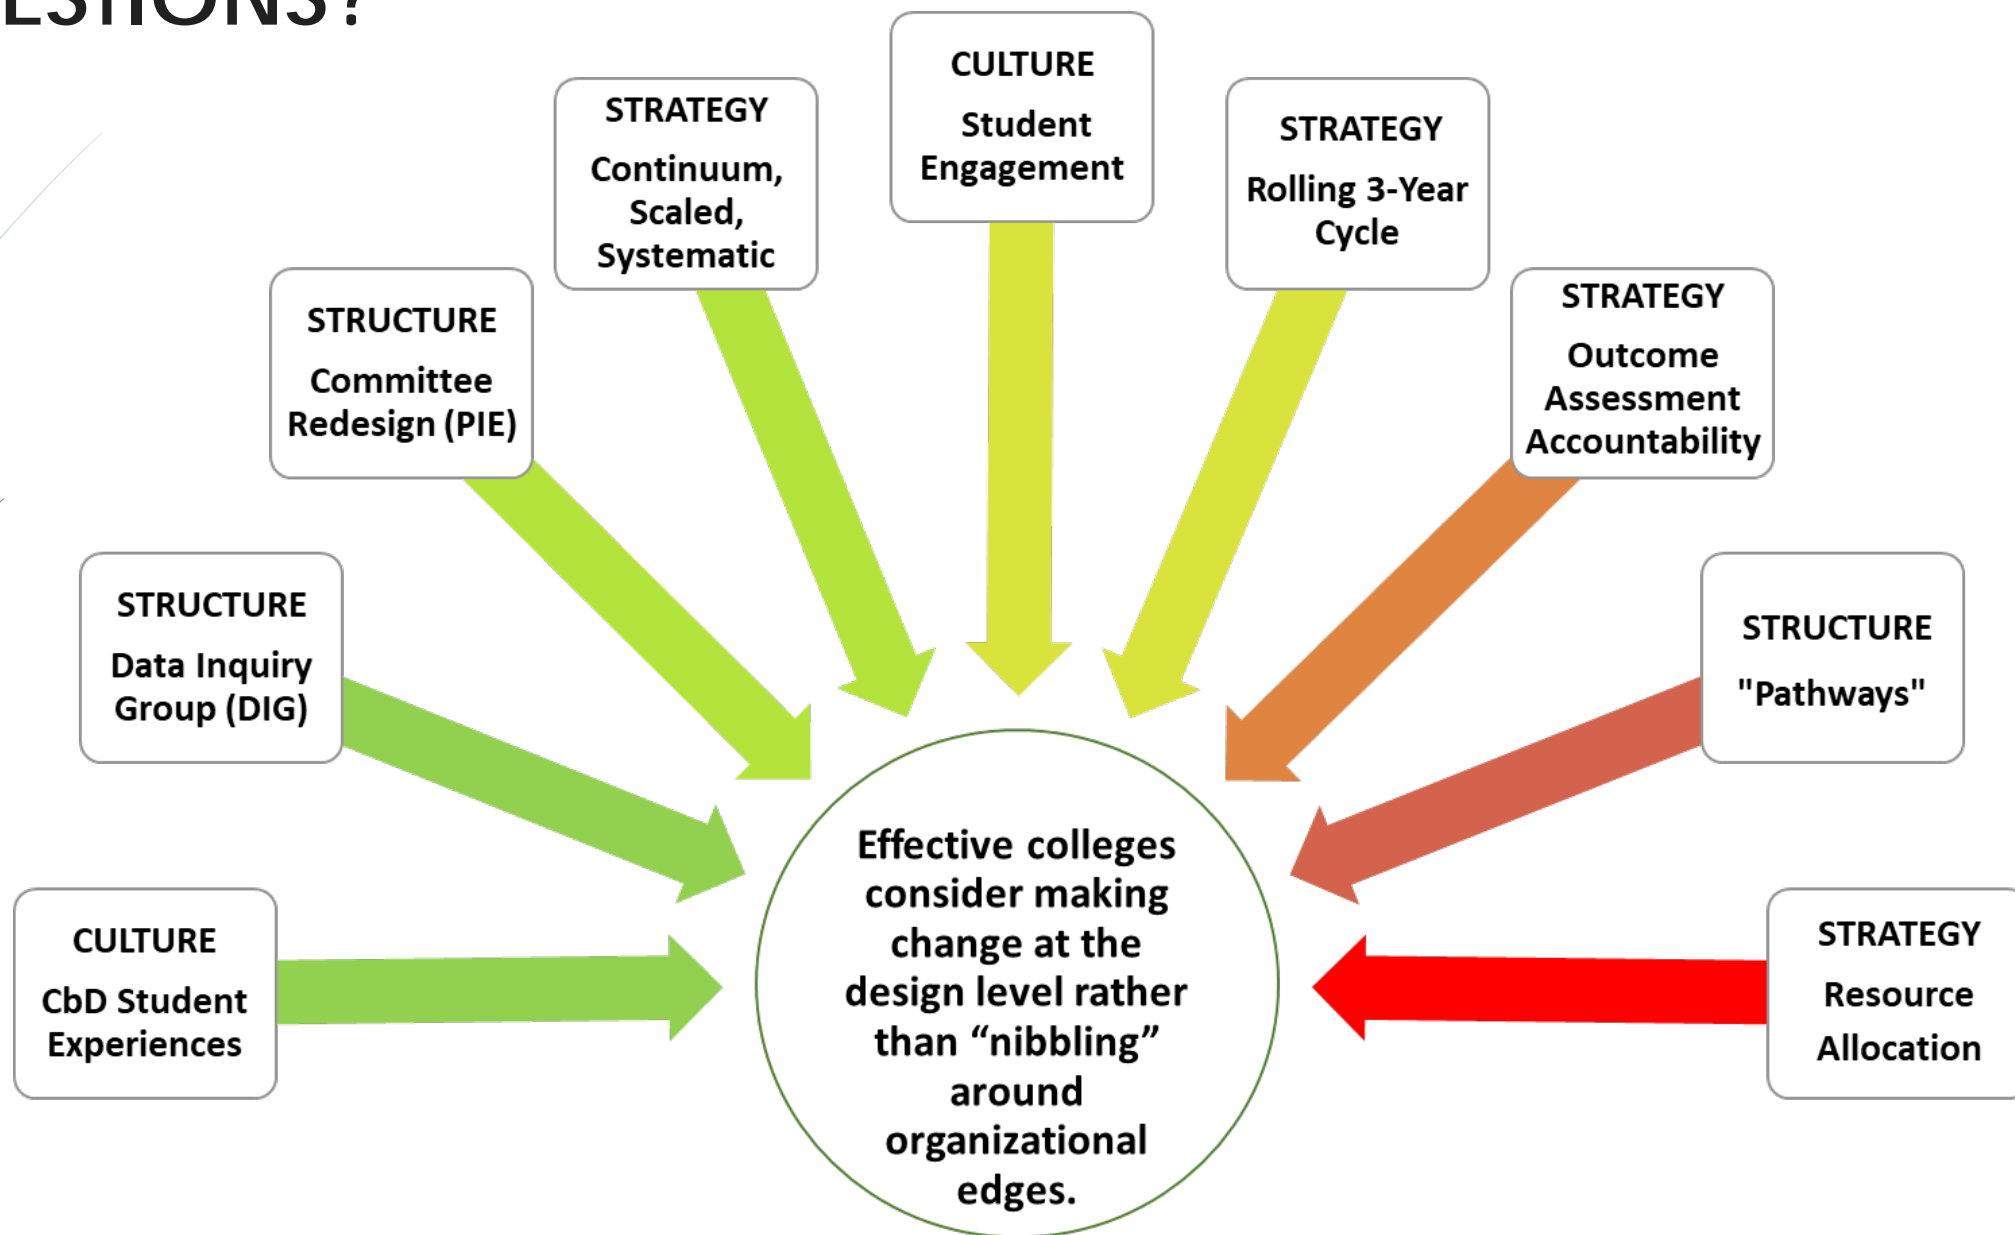 ESTIONS?
CULTURE
Student
Engagement
STRATEGY
Continuum,
Scaled,
Systematic
STRATEGY
Rolling 3-Year
Cycle
STRUCTURE
Committee
Redesign (PIE)
STRATEGY
Outcome
Assessment
Accountability
STRUCTURE
Data Inquiry
Group (DIG)
STRUCTURE
"Pathways"
CULTURE
CbD Student
Experiences
STRATEGY
Resource
Allocation
Effective colleges
consider making
change at the
design level rather
than “nibbling”
around
organizational
edges.